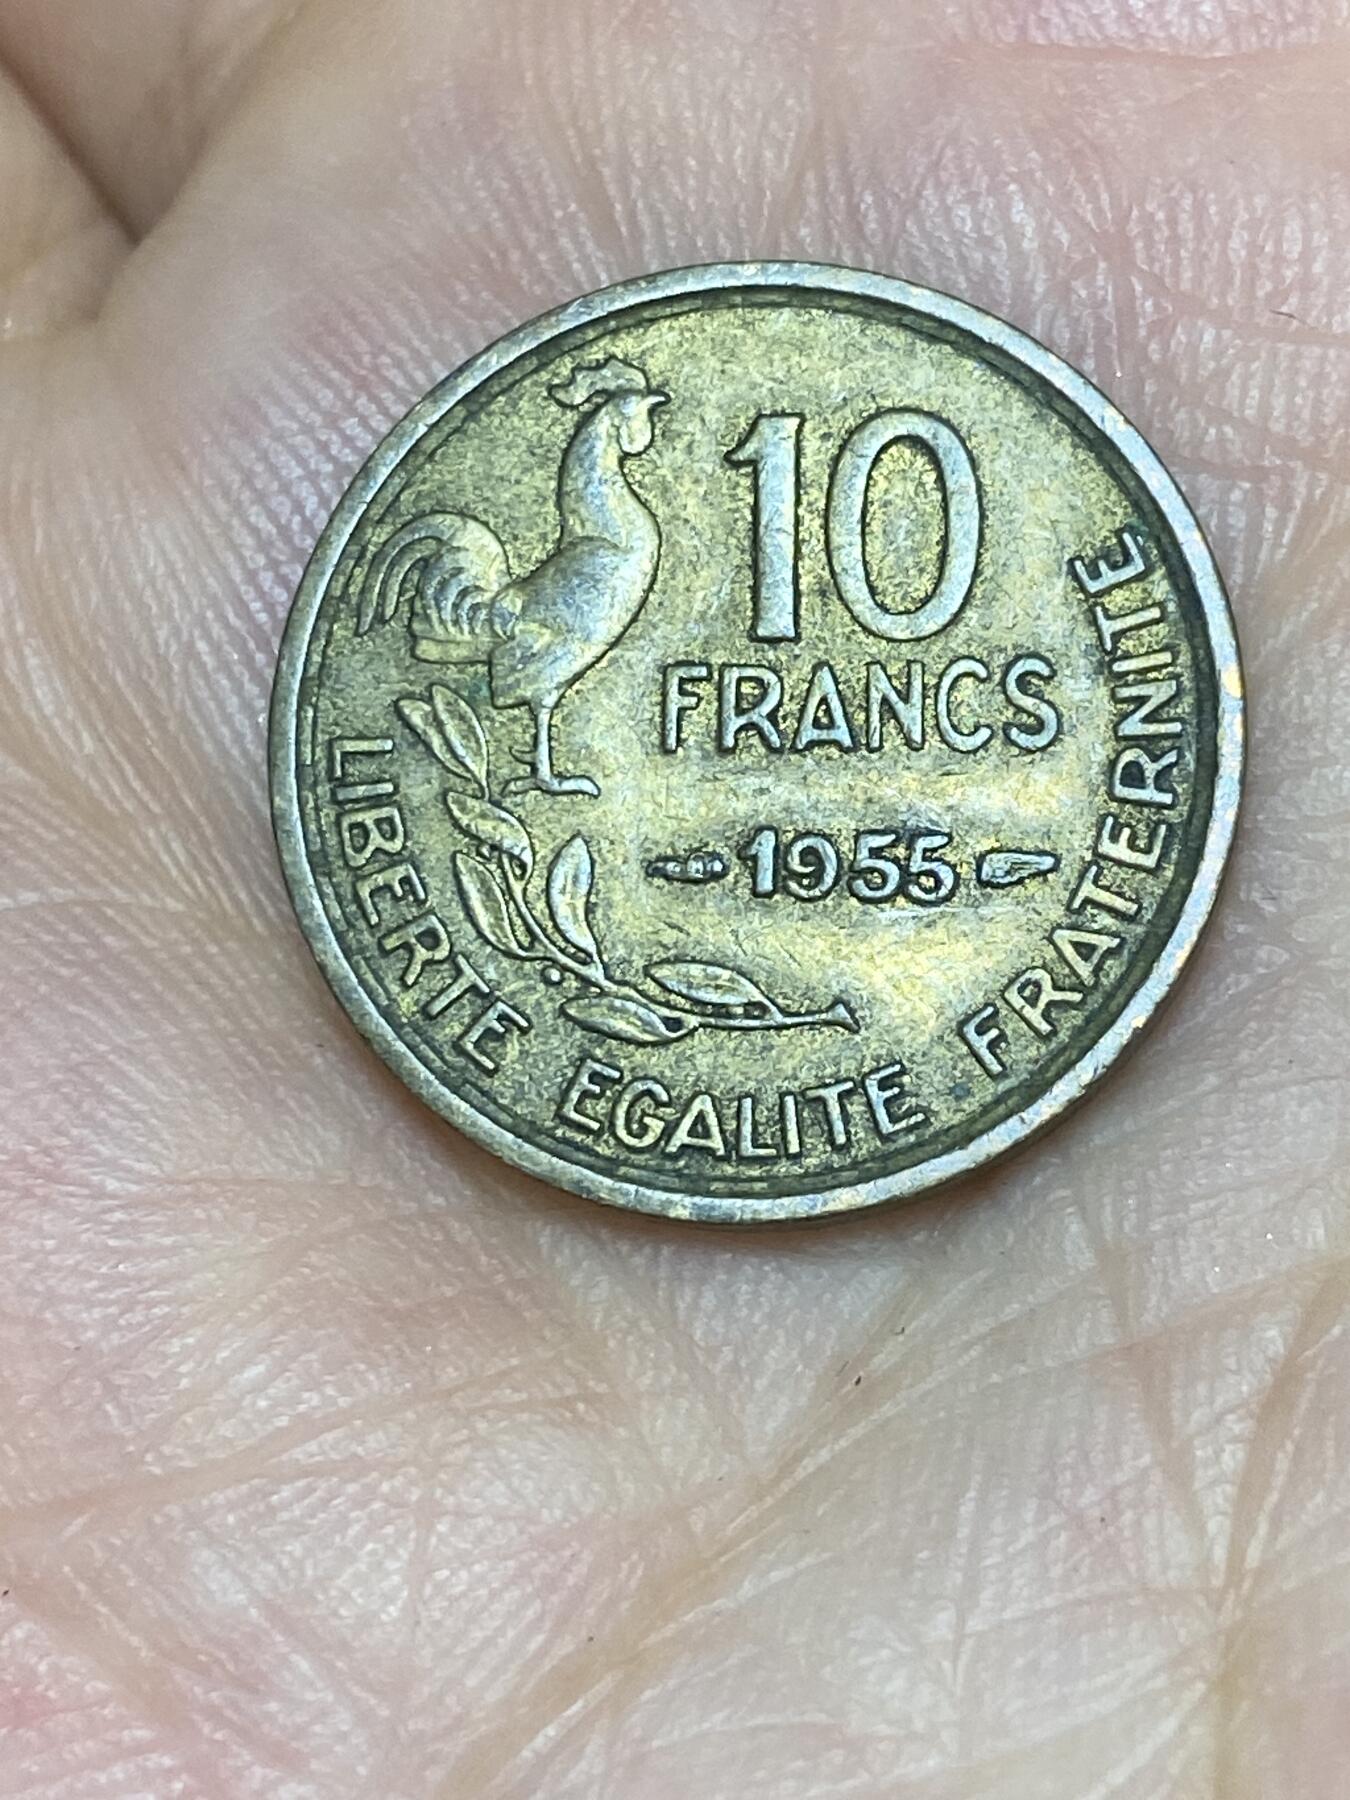 10
FRANCS
1955
LIBERTE EGALITE FRATERNITE